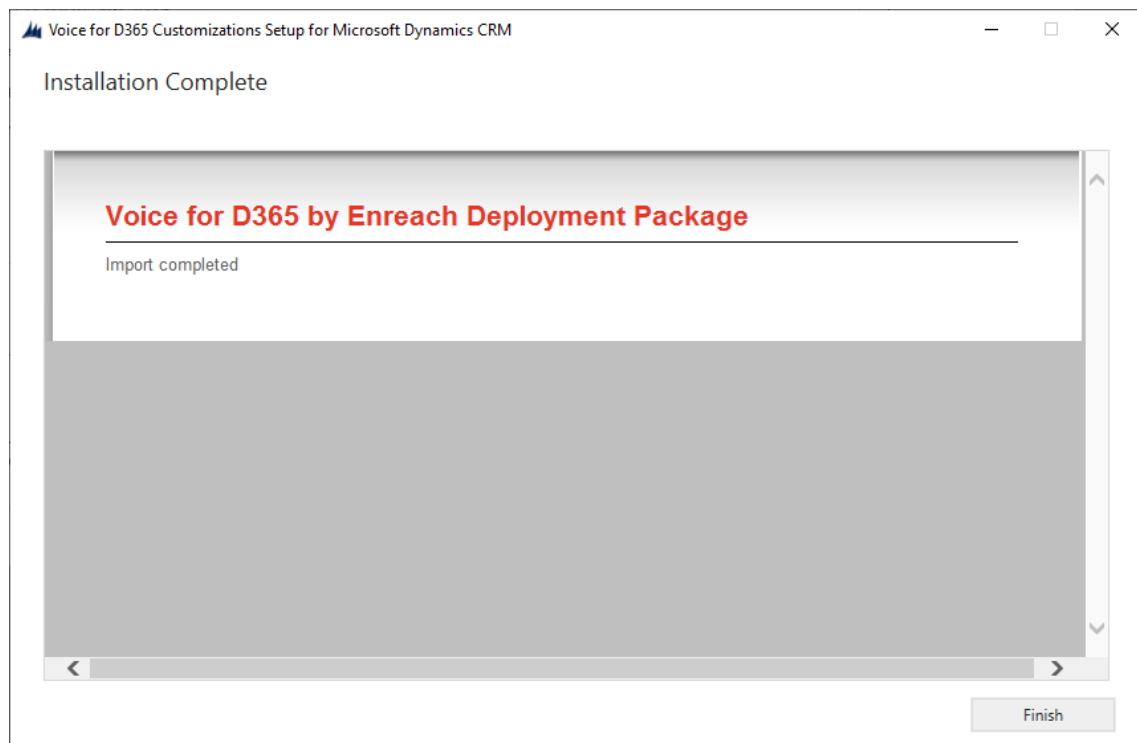 Voice for D365 Customizations Setup for Microsoft Dynamics CRM
Installation Complete
Voice for D365 by Enreach Deployment Package
Import completed
Finish